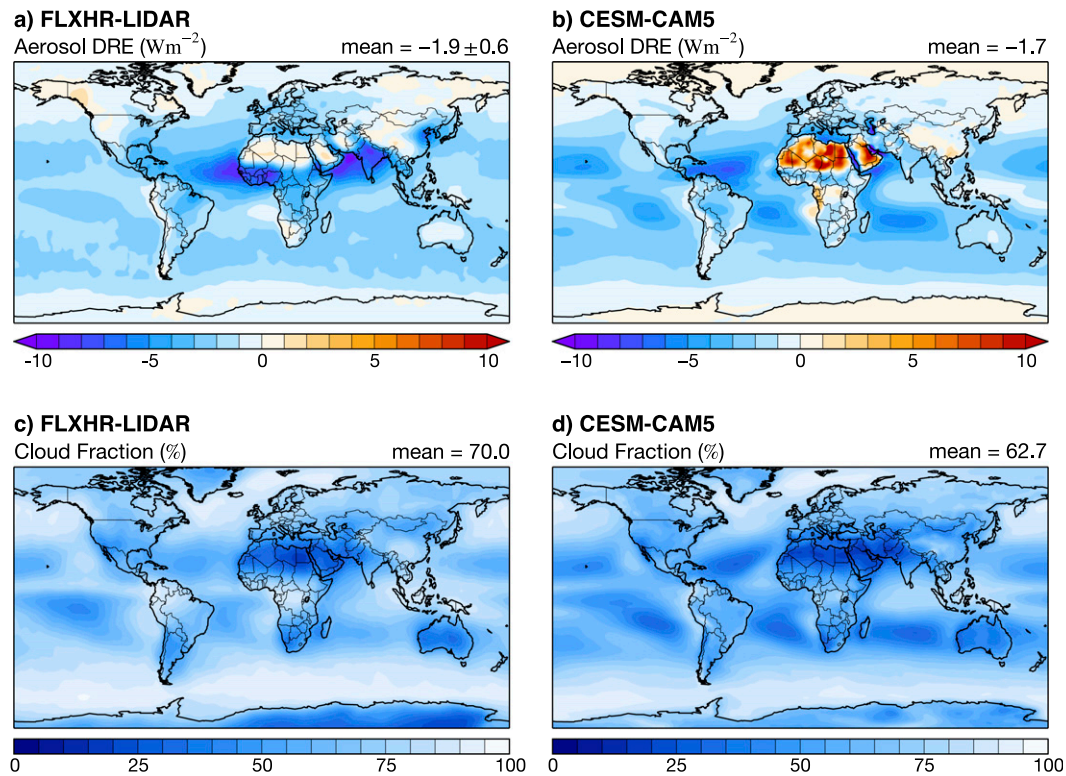 a) FLXHR-LIDAR
Aerosol DRE (Wm⁻²) mean = −1.9 ±0.6
-10 -5 0 5 10
b) CESM-CAM5
Aerosol DRE (Wm⁻²) mean = −1.7
-10 -5 0 5 10
c) FLXHR-LIDAR
Cloud Fraction (%) mean = 70.0
0 25 50 75 100
d) CESM-CAM5
Cloud Fraction (%) mean = 62.7
0 25 50 75 100